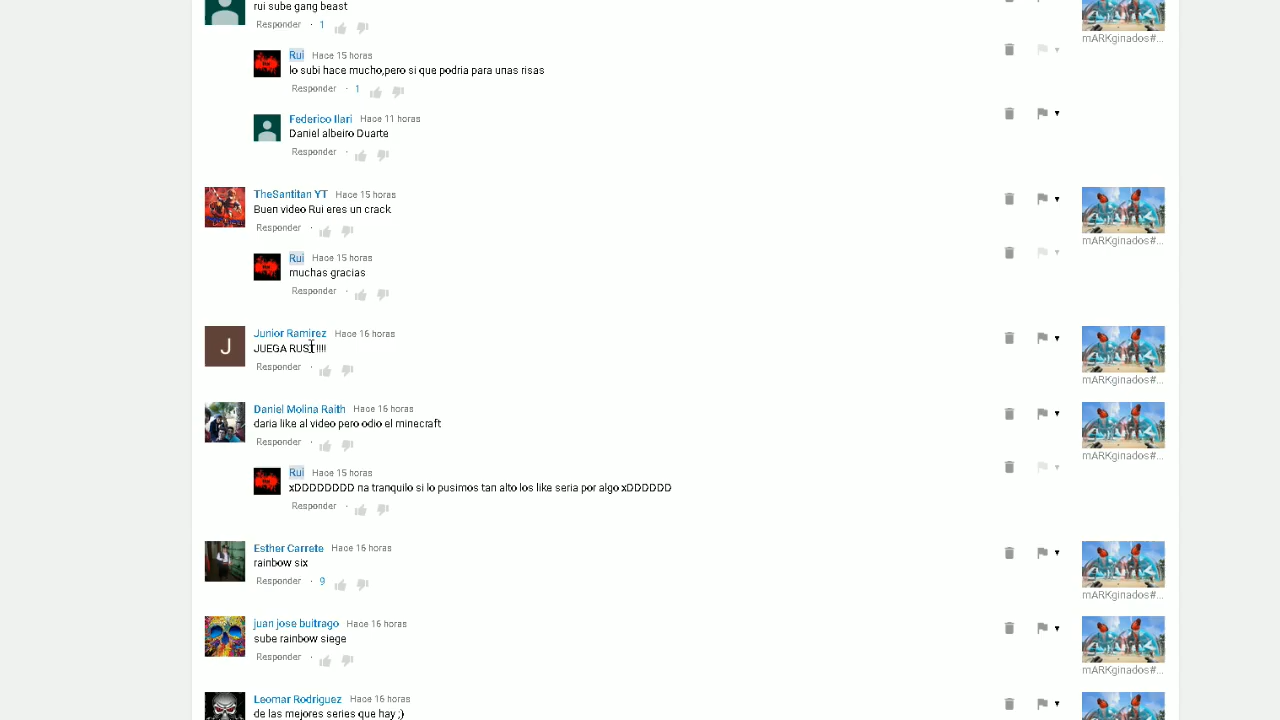 rui sube gang beast
Responder · 1
mARKginados#...
Rui Hace 15 horas
lo subi hace mucho,pero si que podria para unas risas
Responder · 1
Federico Ilari Hace 11 horas
Daniel albeiro Duarte
Responder ·
TheSantitan YT Hace 15 horas
Buen video Rui eres un crack
Responder ·
mARKginados#...
Rui Hace 15 horas
muchas gracias
Responder ·
J
Junior Ramirez Hace 16 horas
JUEGA RUST!!!!
Responder ·
mARKginados#...
Daniel Molina Raith Hace 16 horas
daria like al video pero odio el minecraft
Responder ·
mARKginados#...
Rui Hace 15 horas
xDDDDDDDD na tranquilo si lo pusimos tan alto los like seria por algo xDDDDDD
Responder ·
Esther Carrete Hace 16 horas
rainbow six
Responder · 9
mARKginados#...
juan jose buitrago Hace 16 horas
sube rainbow siege
Responder ·
mARKginados#...
Leomar Rodriguez Hace 16 horas
de las mejores series que hay ;)